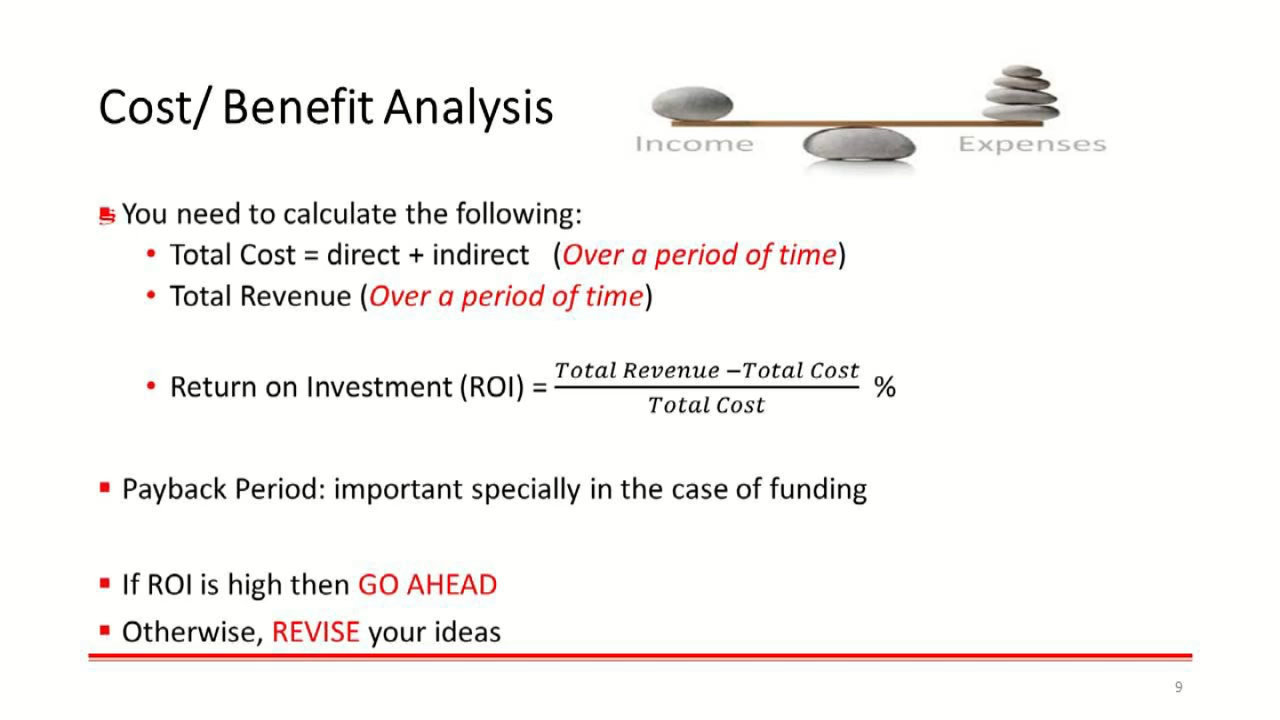 Cost/ Benefit Analysis
Income
Expenses
You need to calculate the following:
• Total Cost = direct + indirect (Over a period of time)
• Total Revenue (Over a period of time)
• Return on Investment (ROI) = Total Revenue −Total Cost / Total Cost %
Payback Period: important specially in the case of funding
If ROI is high then GO AHEAD
Otherwise, REVISE your ideas
9